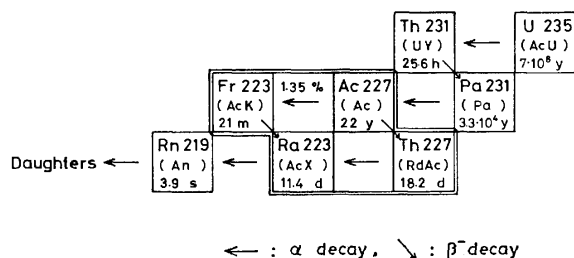 Th 231
(UY)
25.6 h
U 235
(AcU)
7·10⁸ y
Fr 223
(AcK)
21 m
1.35 %
Ac 227
(Ac)
22 y
Pa 231
(Pa)
3.3·10⁴ y
Daughters
Rn 219
(An)
3.9 s
Ra 223
(AcX)
11.4 d
Th 227
(RdAc)
18.2 d
← : α decay, ↘ : β⁻ decay